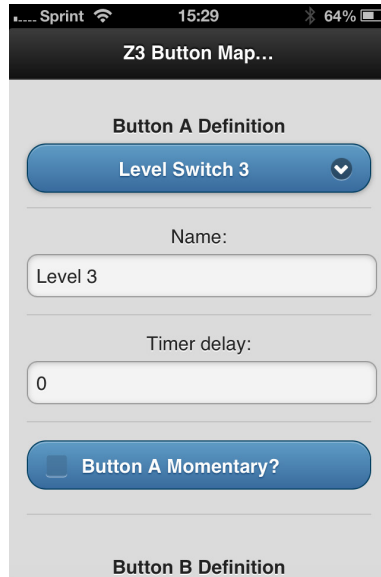 ..... Sprint 15:29 64%
Z3 Button Map...
Button A Definition
Level Switch 3
Name:
Level 3
Timer delay:
0
Button A Momentary?
Button B Definition